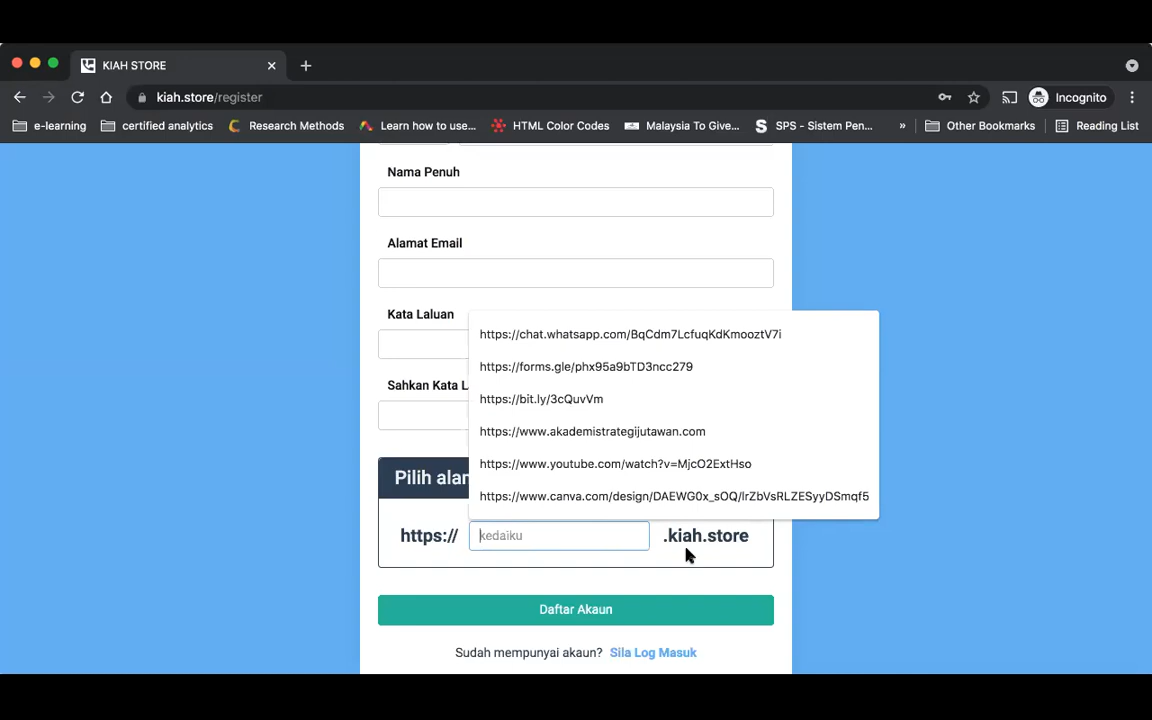 KIAH STORE
kiah.store/register
Incognito
e-learning
certified analytics
Research Methods
Learn how to use...
HTML Color Codes
Malaysia To Give...
SPS - Sistem Pen...
»
Other Bookmarks
Reading List
Nama Penuh
Alamat Email
Kata Laluan
https://chat.whatsapp.com/BqCdm7LcfuqKdKmooztV7i
https://forms.gle/phx95a9bTD3ncc279
Sahkan Kata L
https://bit.ly/3cQuvVm
https://www.akademistrategijutawan.com
https://www.youtube.com/watch?v=MjcO2ExtHso
Pilih alam
https://www.canva.com/design/DAEWG0x_sOQ/lrZbVsRLZESyyDSmqf5
https:// kedaiku .kiah.store
Daftar Akaun
Sudah mempunyai akaun? Sila Log Masuk